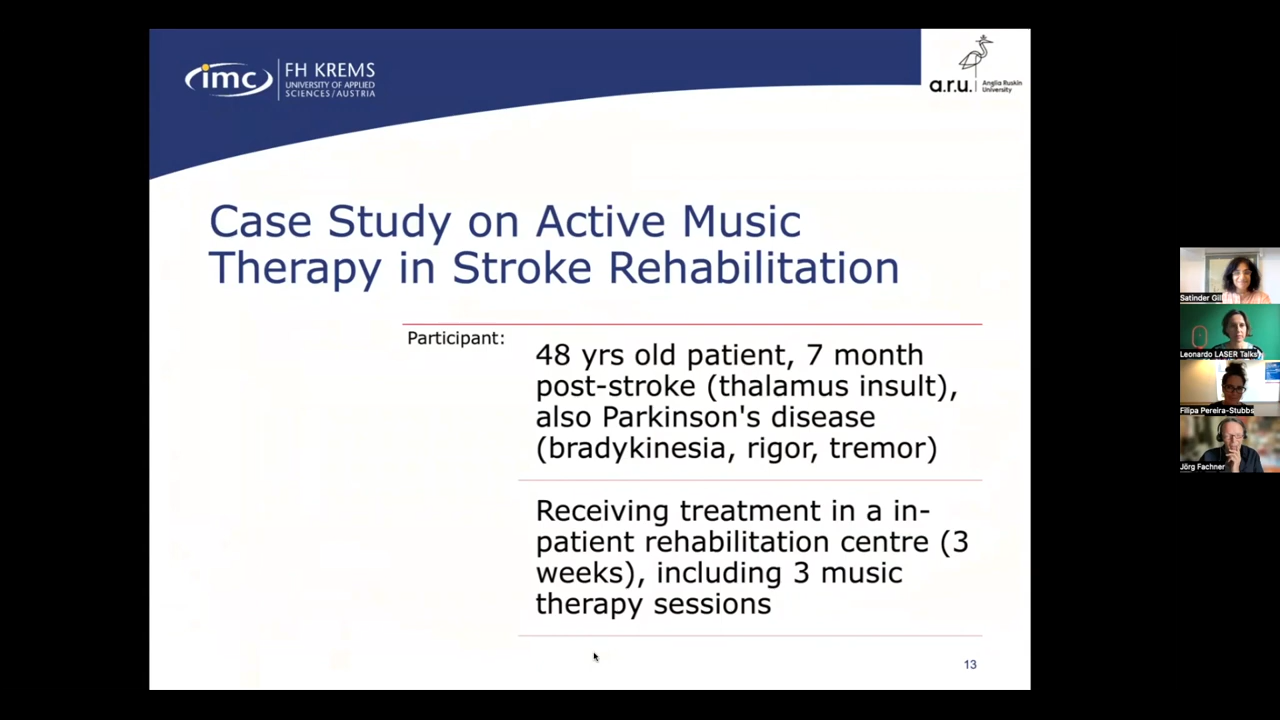 imc FH KREMS
UNIVERSITY OF APPLIED
SCIENCES/AUSTRIA
a.r.u. Anglia Ruskin
University
Case Study on Active Music
Therapy in Stroke Rehabilitation
Participant:
48 yrs old patient, 7 month
post-stroke (thalamus insult),
also Parkinson's disease
(bradykinesia, rigor, tremor)
Receiving treatment in a in-
patient rehabilitation centre (3
weeks), including 3 music
therapy sessions
13
Satinder Gill
Leonardo LASER Talks
Filipa Pereira-Stubbs
Jörg Fachner